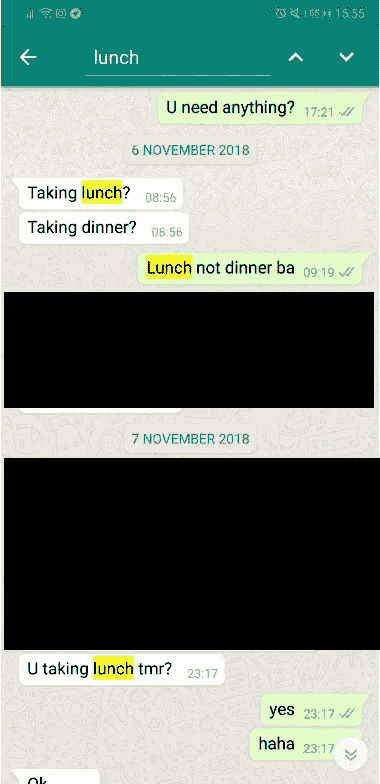 15.55
lunch
U need anything? 17:21
6 NOVEMBER 2018
Taking lunch? 08:56
Taking dinner? 08:56
Lunch not dinner ba 09:19
7 NOVEMBER 2018
U taking lunch tmr? 23:17
yes 23:17
haha 23:17
Ok